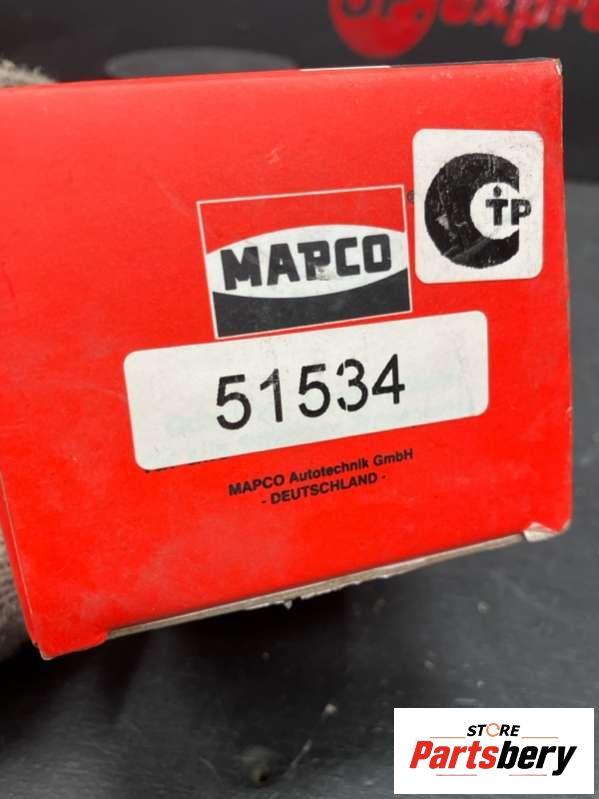 MAPCO
®
TP
51534
MAPCO Autotechnik GmbH
- DEUTSCHLAND -
STORE
Partsbery